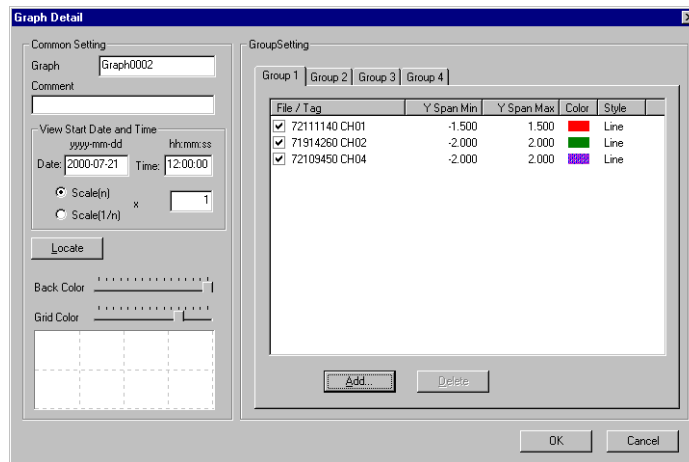 Graph Detail
Common Setting
Graph Graph0002
Comment
View Start Date and Time
yyyy-mm-dd hh:mm:ss
Date: 2000-07-21 Time: 12:00:00
Scale(n)
x 1
Scale(1/n)
Locate
Back Color
Grid Color
GroupSetting
Group 1 Group 2 Group 3 Group 4
File / Tag Y Span Min Y Span Max Color Style
72111140 CH01 -1.500 1.500 Line
71914260 CH02 -2.000 2.000 Line
72109450 CH04 -2.000 2.000 Line
Add... Delete
OK Cancel